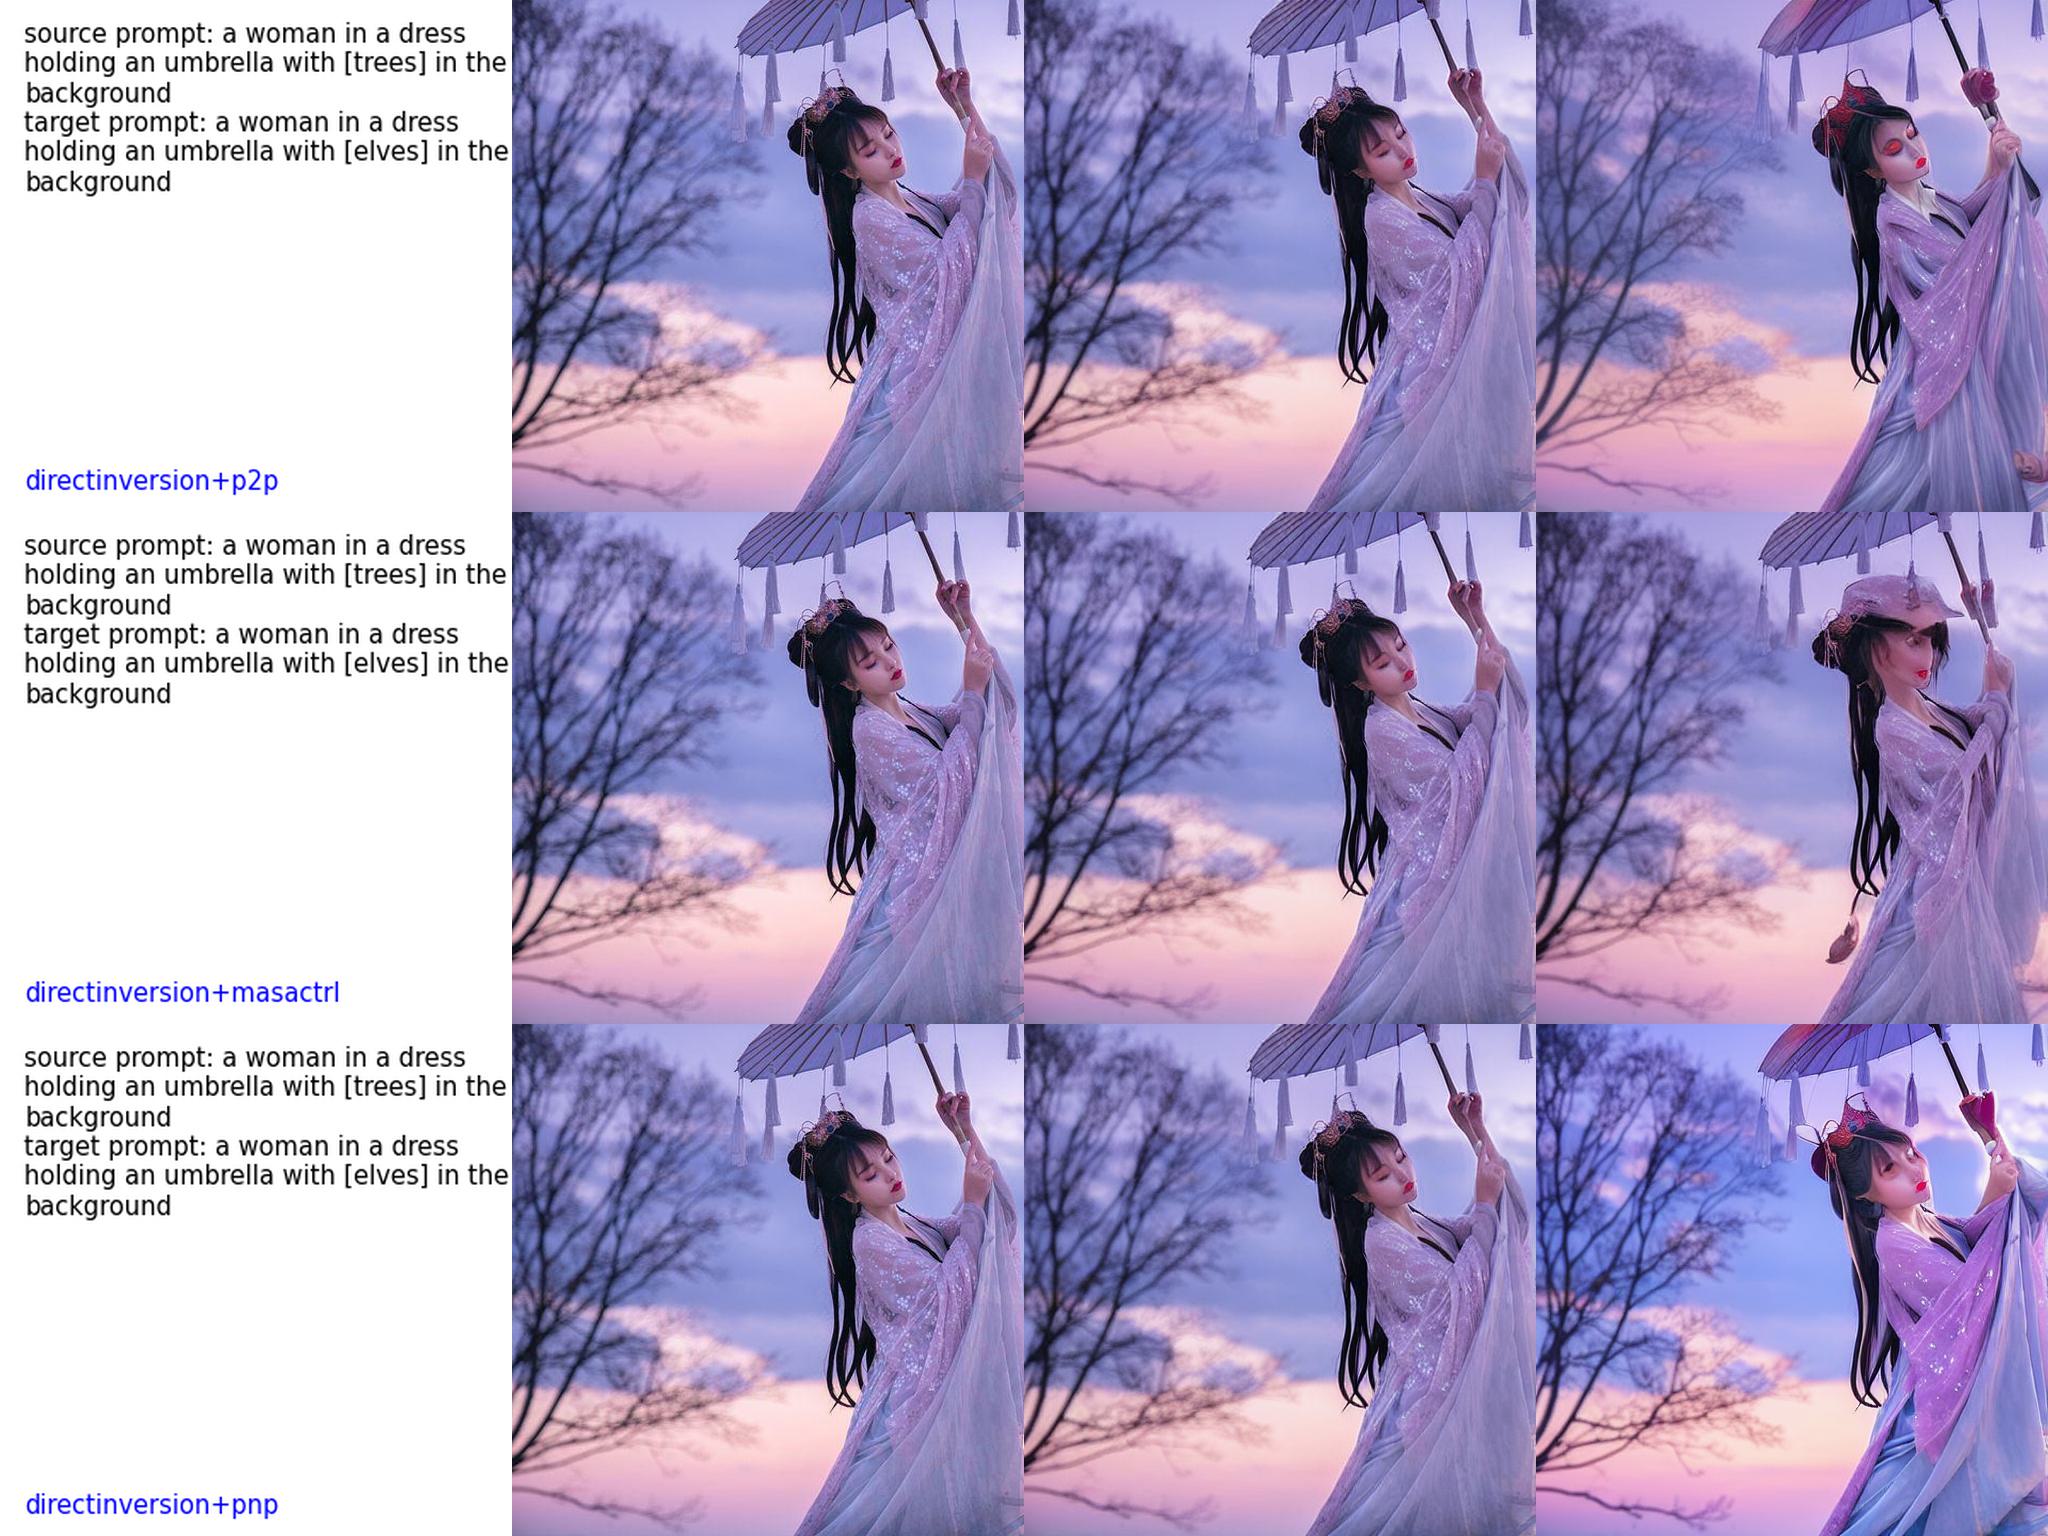 source prompt: a woman in a dress
holding an umbrella with [trees] in the
background
target prompt: a woman in a dress
holding an umbrella with [elves] in the
background
directinversion+p2p
source prompt: a woman in a dress
holding an umbrella with [trees] in the
background
target prompt: a woman in a dress
holding an umbrella with [elves] in the
background
directinversion+masactrl
source prompt: a woman in a dress
holding an umbrella with [trees] in the
background
target prompt: a woman in a dress
holding an umbrella with [elves] in the
background
directinversion+pnp